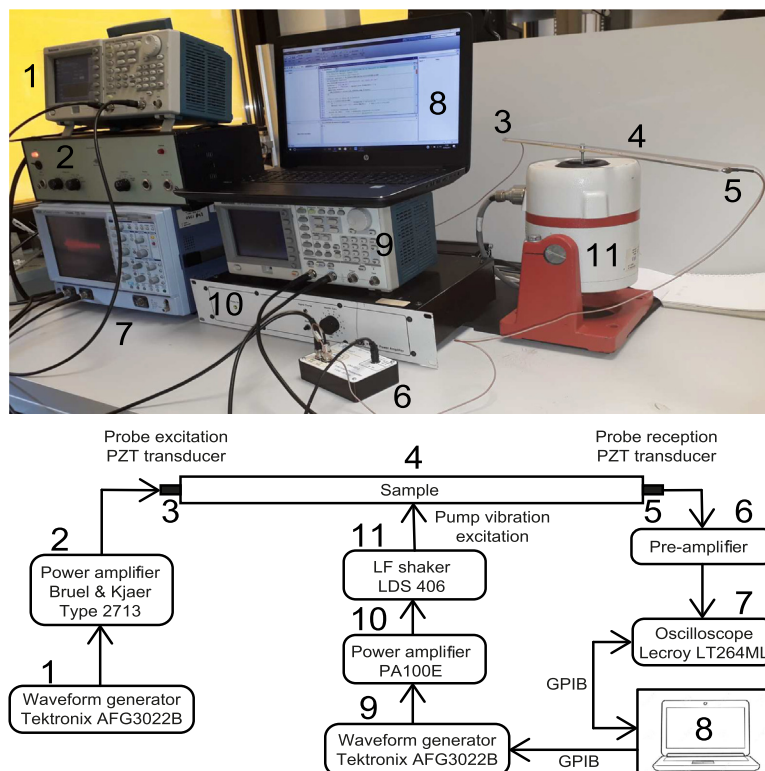 1
2
3
4
5
6
7
8
9
10
11
Probe excitation
PZT transducer
Probe reception
PZT transducer
4
Sample
3
5
Pump vibration
excitation
2
Power amplifier
Bruel & Kjaer
Type 2713
11
LF shaker
LDS 406
6
Pre-amplifier
10
Power amplifier
PA100E
7
Oscilloscope
Lecroy LT264ML
1
Waveform generator
Tektronix AFG3022B
9
Waveform generator
Tektronix AFG3022B
GPIB
8
GPIB